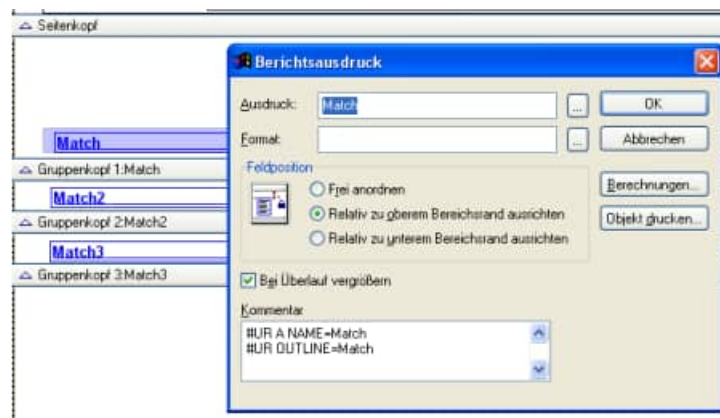 Seitenkopf
Match
Gruppenkopf 1:Match
Match2
Gruppenkopf 2:Match2
Match3
Gruppenkopf 3:Match3
Berichtsausdruck
Ausdruck:
Match
...
OK
Format:
...
Abbrechen
Feldposition
Frei anordnen
Relativ zu oberem Bereichsrand ausrichten
Relativ zu unterem Bereichsrand ausrichten
Berechnungen...
Objekt drucken...
Bei Überlauf vergrößern
Kommentar
#UR A NAME=Match
#UR OUTLINE=Match